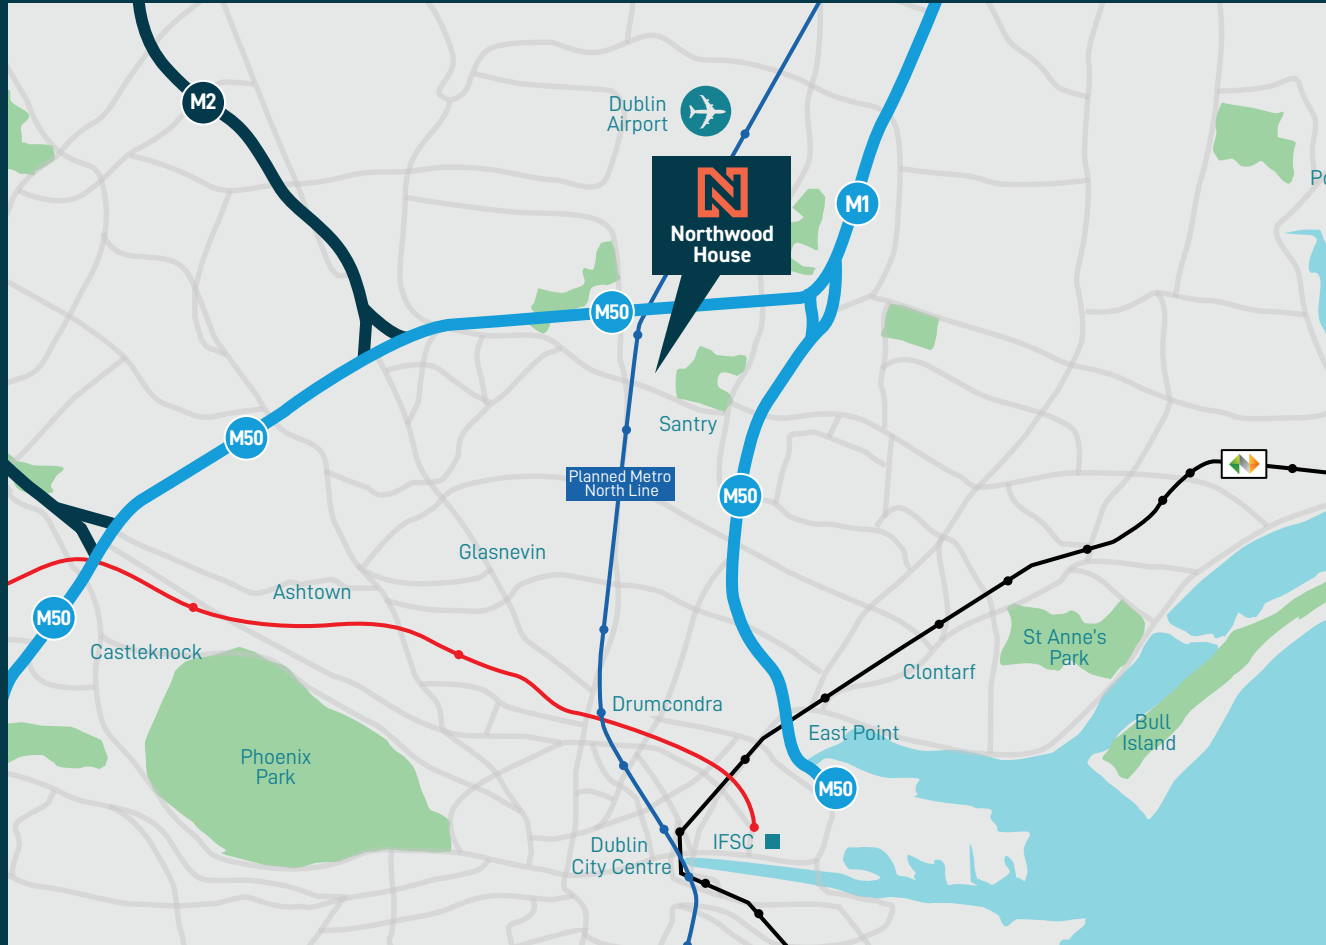 M2
Dublin
Airport
Po
M1
N
Northwood
House
M50
M50
Santry
Planned Metro
North Line
M50
Glasnevin
Ashtown
M50
Castleknock
St Anne's
Park
Clontarf
Drumcondra
Bull
Island
East Point
Phoenix
Park
M50
IFSC
Dublin
City Centre